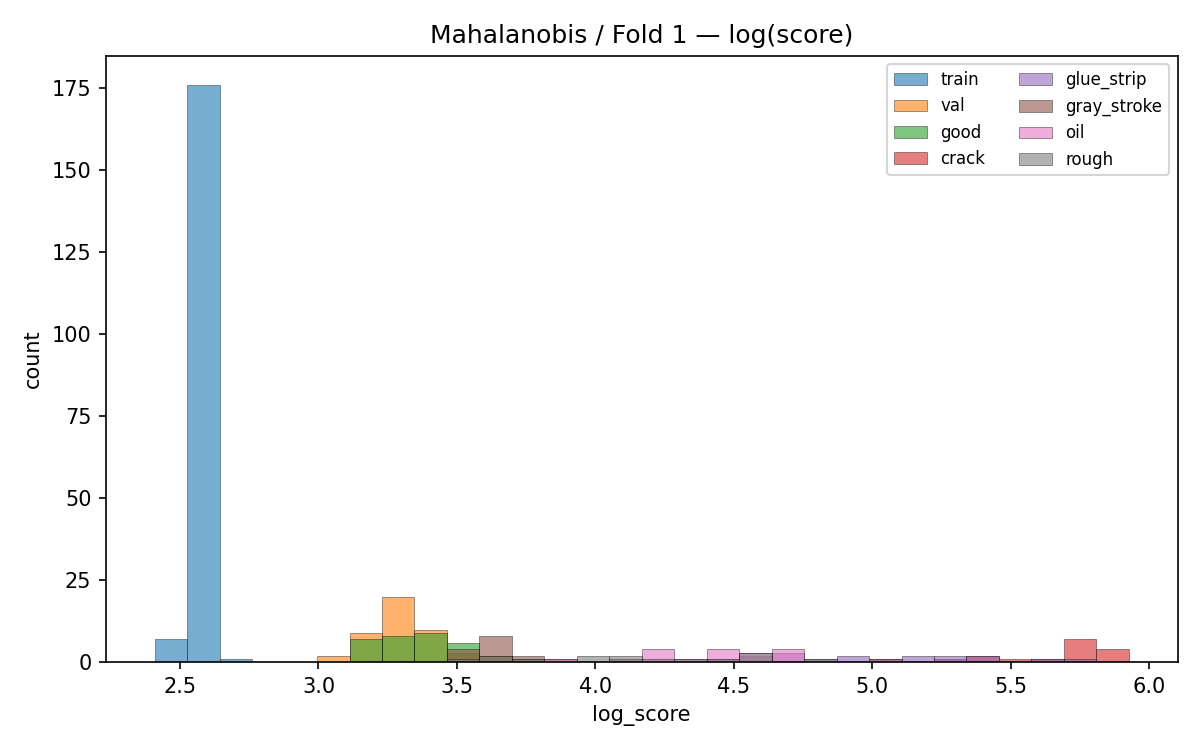 Mahalanobis / Fold 1 — log(score)
train
val
good
crack
glue_strip
gray_stroke
oil
rough
count
175
150
125
100
75
50
25
0
2.5 3.0 3.5 4.0 4.5 5.0 5.5 6.0
log_score